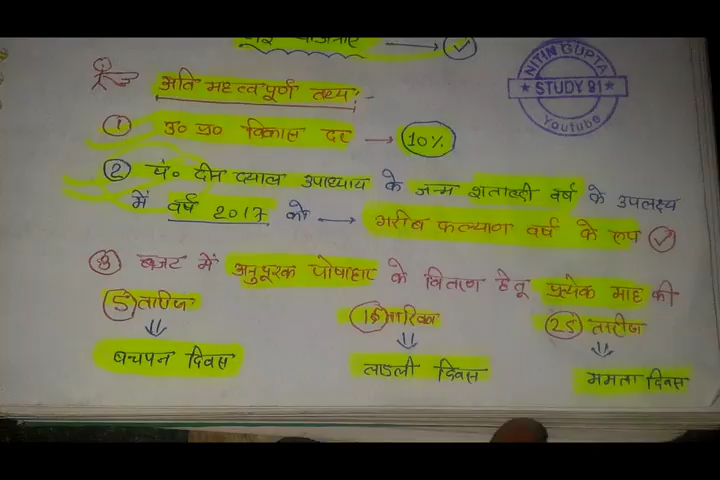 नई योजनाएं
NITIN GUPTA
★ STUDY 91 ★
Youtube
अति महत्वपूर्ण तथ्य:-
① उ० प्र० विकास दर → 10%
② पं० दीन दयाल उपाध्याय के जन्म शताब्दी वर्ष के उपलक्ष्य
में वर्ष 2017 को → गरीब कल्याण वर्ष के रूप
③ बजट में अनुपूरक पोषाहार के वितरण हेतू प्रत्येक माह की
5 तारीख
15 तारिख
25 तारीख
बचपन दिवस
लाडली दिवस
ममता दिवस